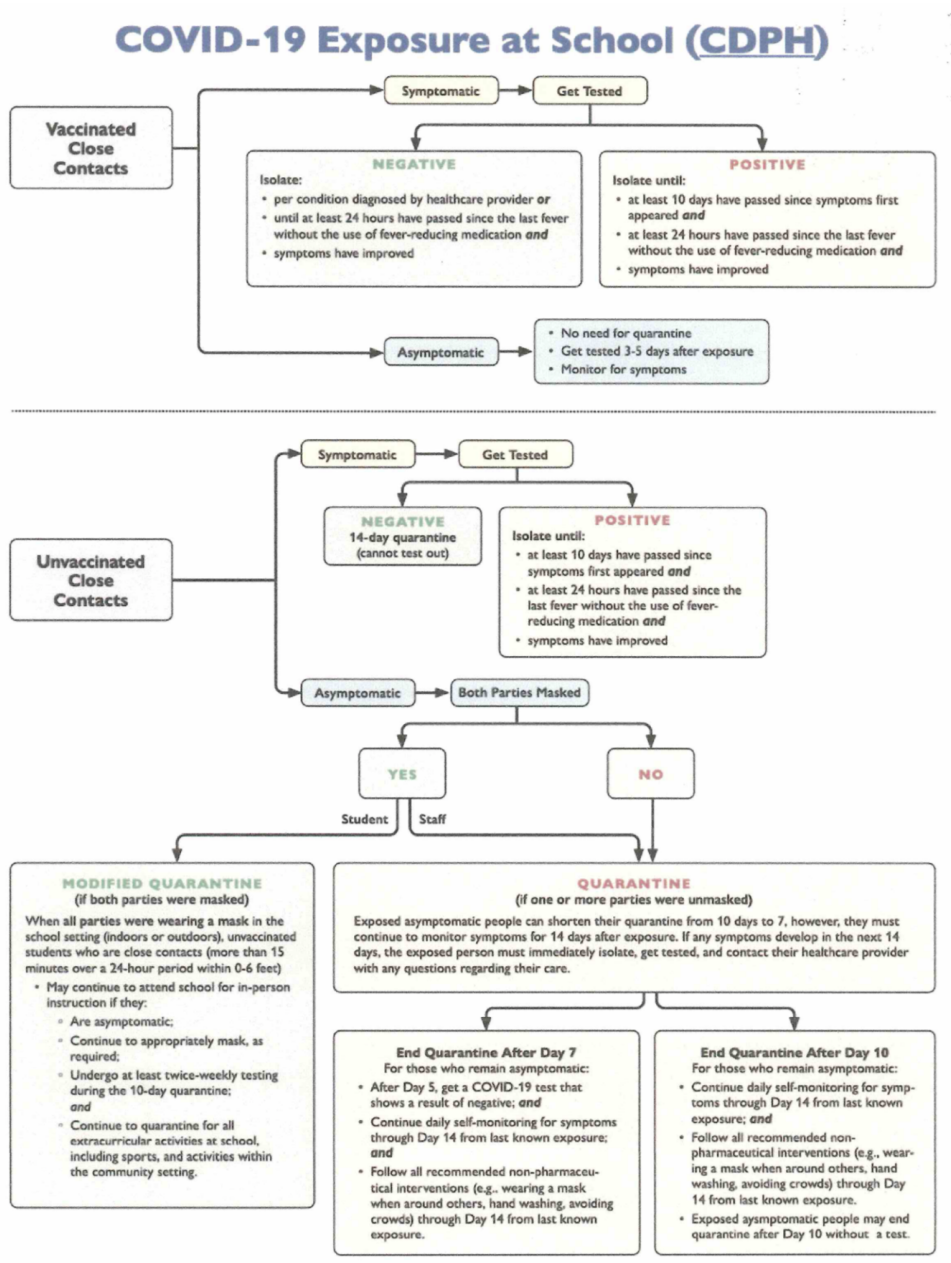 COVID-19 Exposure at School (CDPH)
Symptomatic
Get Tested
Vaccinated
Close
Contacts
NEGATIVE
Isolate:
• per condition diagnosed by healthcare provider or
• until at least 24 hours have passed since the last fever
without the use of fever-reducing medication and
• symptoms have improved
POSITIVE
Isolate until:
• at least 10 days have passed since symptoms first
appeared and
• at least 24 hours have passed since the last fever
without the use of fever-reducing medication and
• symptoms have improved
Asymptomatic
• No need for quarantine
• Get tested 3-5 days after exposure
• Monitor for symptoms
Symptomatic
Get Tested
Unvaccinated
Close
Contacts
NEGATIVE
14-day quarantine
(cannot test out)
POSITIVE
Isolate until:
• at least 10 days have passed since
symptoms first appeared and
• at least 24 hours have passed since the
last fever without the use of fever-
reducing medication and
• symptoms have improved
Asymptomatic
Both Parties Masked
YES
NO
Student
Staff
MODIFIED QUARANTINE
(if both parties were masked)
When all parties were wearing a mask in the
school setting (indoors or outdoors), unvaccinated
students who are close contacts (more than 15
minutes over a 24-hour period within 0-6 feet)
• May continue to attend school for in-person
instruction if they:
Are asymptomatic;
Continue to appropriately mask, as
required;
Undergo at least twice-weekly testing
during the 10-day quarantine;
and
Continue to quarantine for all
extracurricular activities at school,
including sports, and activities within
the community setting.
QUARANTINE
(if one or more parties were unmasked)
Exposed asymptomatic people can shorten their quarantine from 10 days to 7, however, they must
continue to monitor symptoms for 14 days after exposure. If any symptoms develop in the next 14
days, the exposed person must immediately isolate, get tested, and contact their healthcare provider
with any questions regarding their care.
End Quarantine After Day 7
For those who remain asymptomatic:
• After Day 5, get a COVID-19 test that
shows a result of negative; and
• Continue daily self-monitoring for symptoms
through Day 14 from last known exposure;
and
• Follow all recommended non-pharmaceu-
tical interventions (e.g., wearing a mask
when around others, hand washing, avoiding
crowds) through Day 14 from last known
exposure.
End Quarantine After Day 10
For those who remain asymptomatic:
• Continue daily self-monitoring for symp-
toms through Day 14 from last known
exposure; and
• Follow all recommended non-
pharmaceutical interventions (e.g., wear-
ing a mask when around others, hand
washing, avoiding crowds) through Day
14 from last known exposure.
• Exposed aysmptomatic people may end
quarantine after Day 10 without a test.